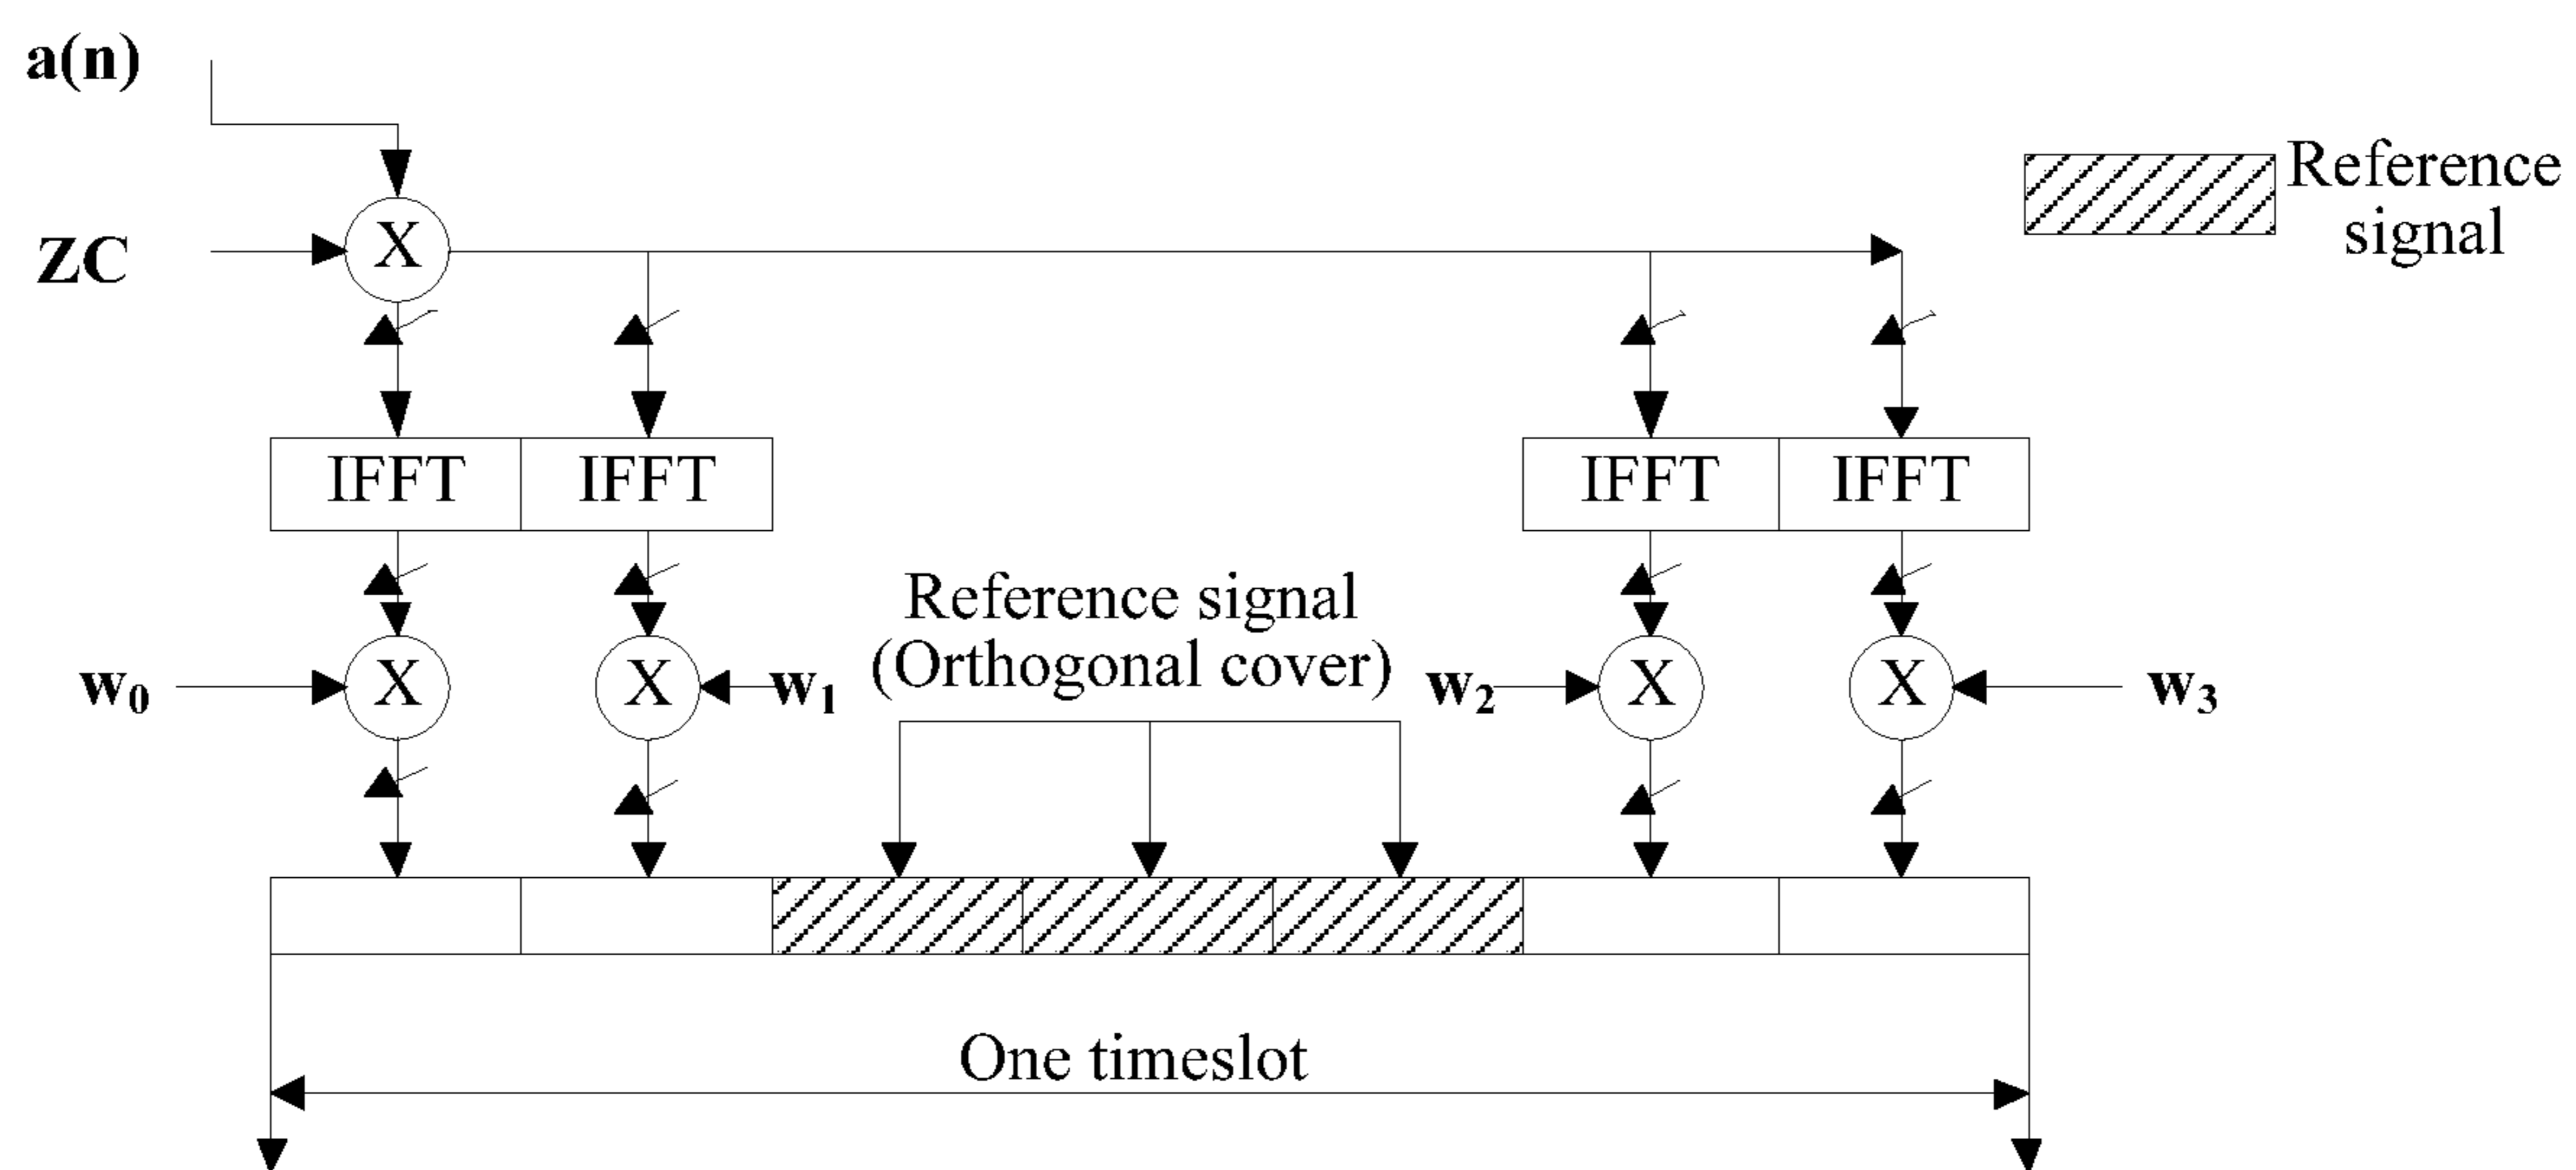 a(n)
Reference
signal
ZC
X
IFFT
IFFT
IFFT
IFFT
Reference signal
(Orthogonal cover)
w0
X
X
w1
w2
X
X
w3
One timeslot